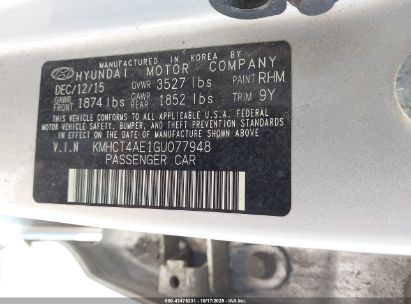 MANUFACTURED IN KOREA BY
HYUNDAI MOTOR COMPANY
DEC/12/15 GVWR 3527 lbs PAINT RHM
GAWR FRONT 1874 lbs GAWR REAR 1852 lbs TRIM 9Y
THIS VEHICLE CONFORMS TO ALL APPLICABLE U.S.A. FEDERAL
MOTOR VEHICLE SAFETY, BUMPER, AND THEFT PREVENTION STANDARDS
IN EFFECT ON THE DATE OF MANUFACTURE SHOWN ABOVE.
V.I.N KMHCT4AE1GU077948
PASSENGER CAR